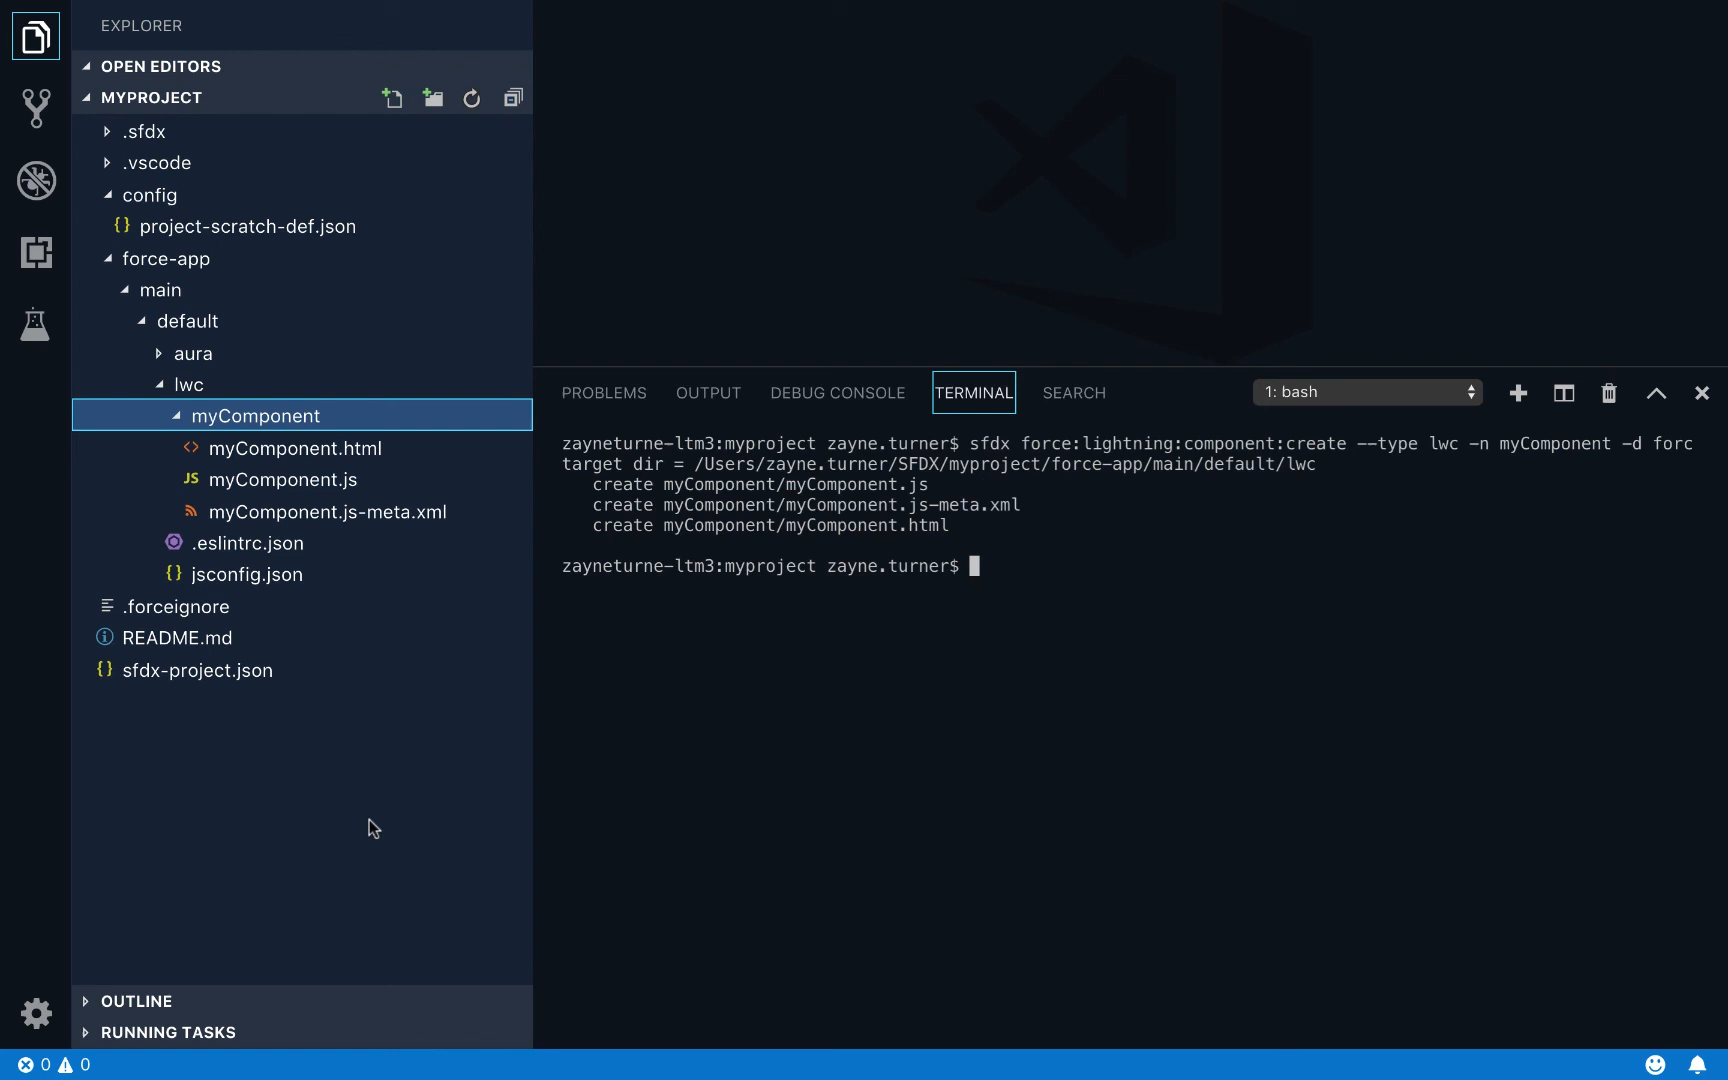 EXPLORER
OPEN EDITORS
MYPROJECT
.sfdx
.vscode
config
{} project-scratch-def.json
force-app
main
default
aura
lwc
myComponent
<> myComponent.html
JS myComponent.js
myComponent.js-meta.xml
.eslintrc.json
{} jsconfig.json
.forceignore
README.md
{} sfdx-project.json
OUTLINE
RUNNING TASKS
PROBLEMS OUTPUT DEBUG CONSOLE TERMINAL SEARCH 1: bash
zayneturne-ltm3:myproject zayne.turner$ sfdx force:lightning:component:create --type lwc -n myComponent -d forc
target dir = /Users/zayne.turner/SFDX/myproject/force-app/main/default/lwc
create myComponent/myComponent.js
create myComponent/myComponent.js-meta.xml
create myComponent/myComponent.html
zayneturne-ltm3:myproject zayne.turner$
0 0